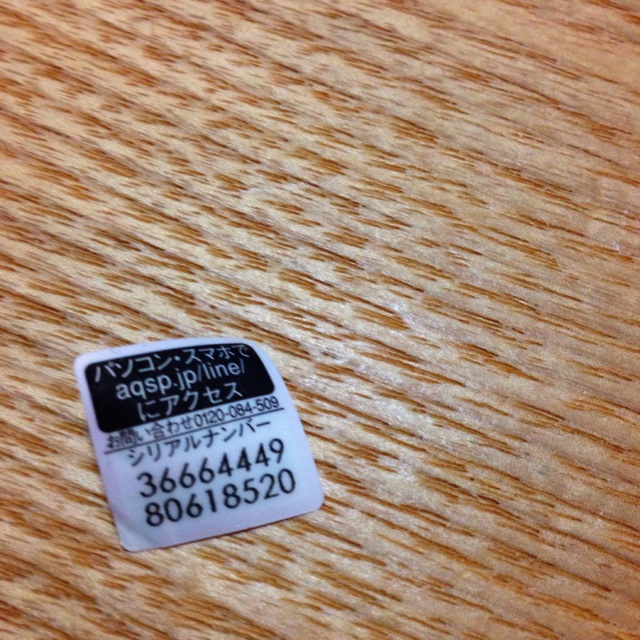 パソコン・スマホで
aqsp.jp/line/
にアクセス
お問い合わせ0120-084-509
シリアルナンバー
36664449
80618520